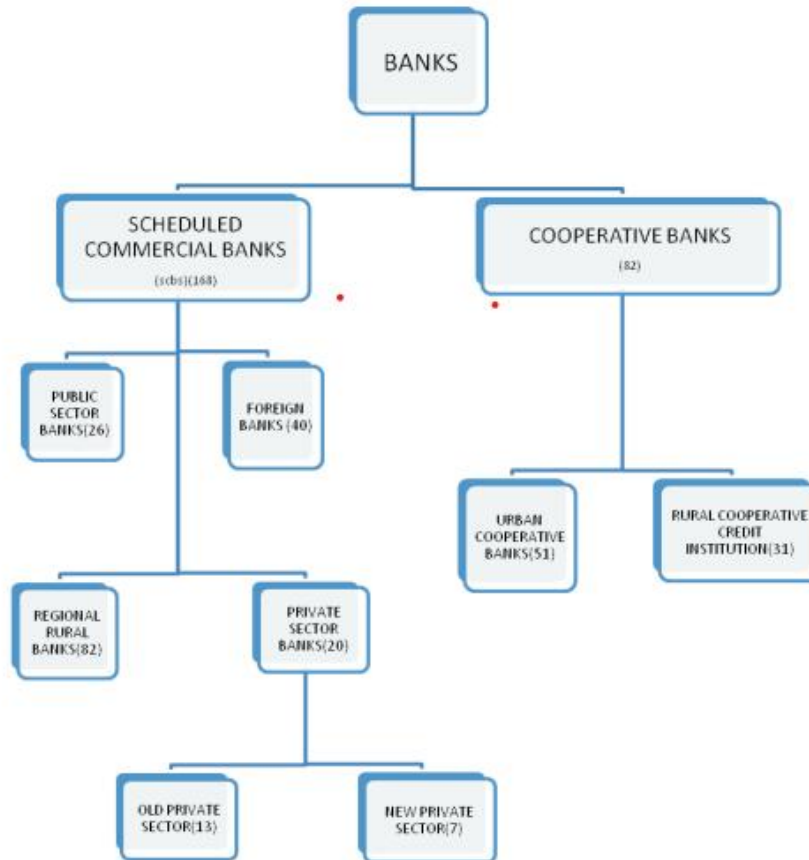 BANKS
SCHEDULED
COMMERCIAL BANKS
(scbs)(168)
COOPERATIVE BANKS
(82)
PUBLIC
SECTOR
BANKS(26)
FOREIGN
BANKS (40)
URBAN
COOPERATIVE
BANKS(51)
RURAL COOPERATIVE
CREDIT
INSTITUTION(31)
REGIONAL
RURAL
BANKS(82)
PRIVATE
SECTOR
BANKS(20)
OLD PRIVATE
SECTOR(13)
NEW PRIVATE
SECTOR(7)